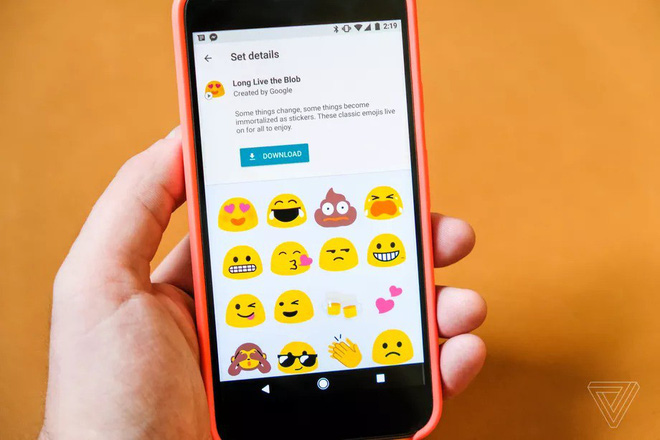 2:19
Set details
Long Live the Blob
Created by Google
Some things change, some things become
immortalized as stickers. These classic emojis live
on for all to enjoy.
DOWNLOAD